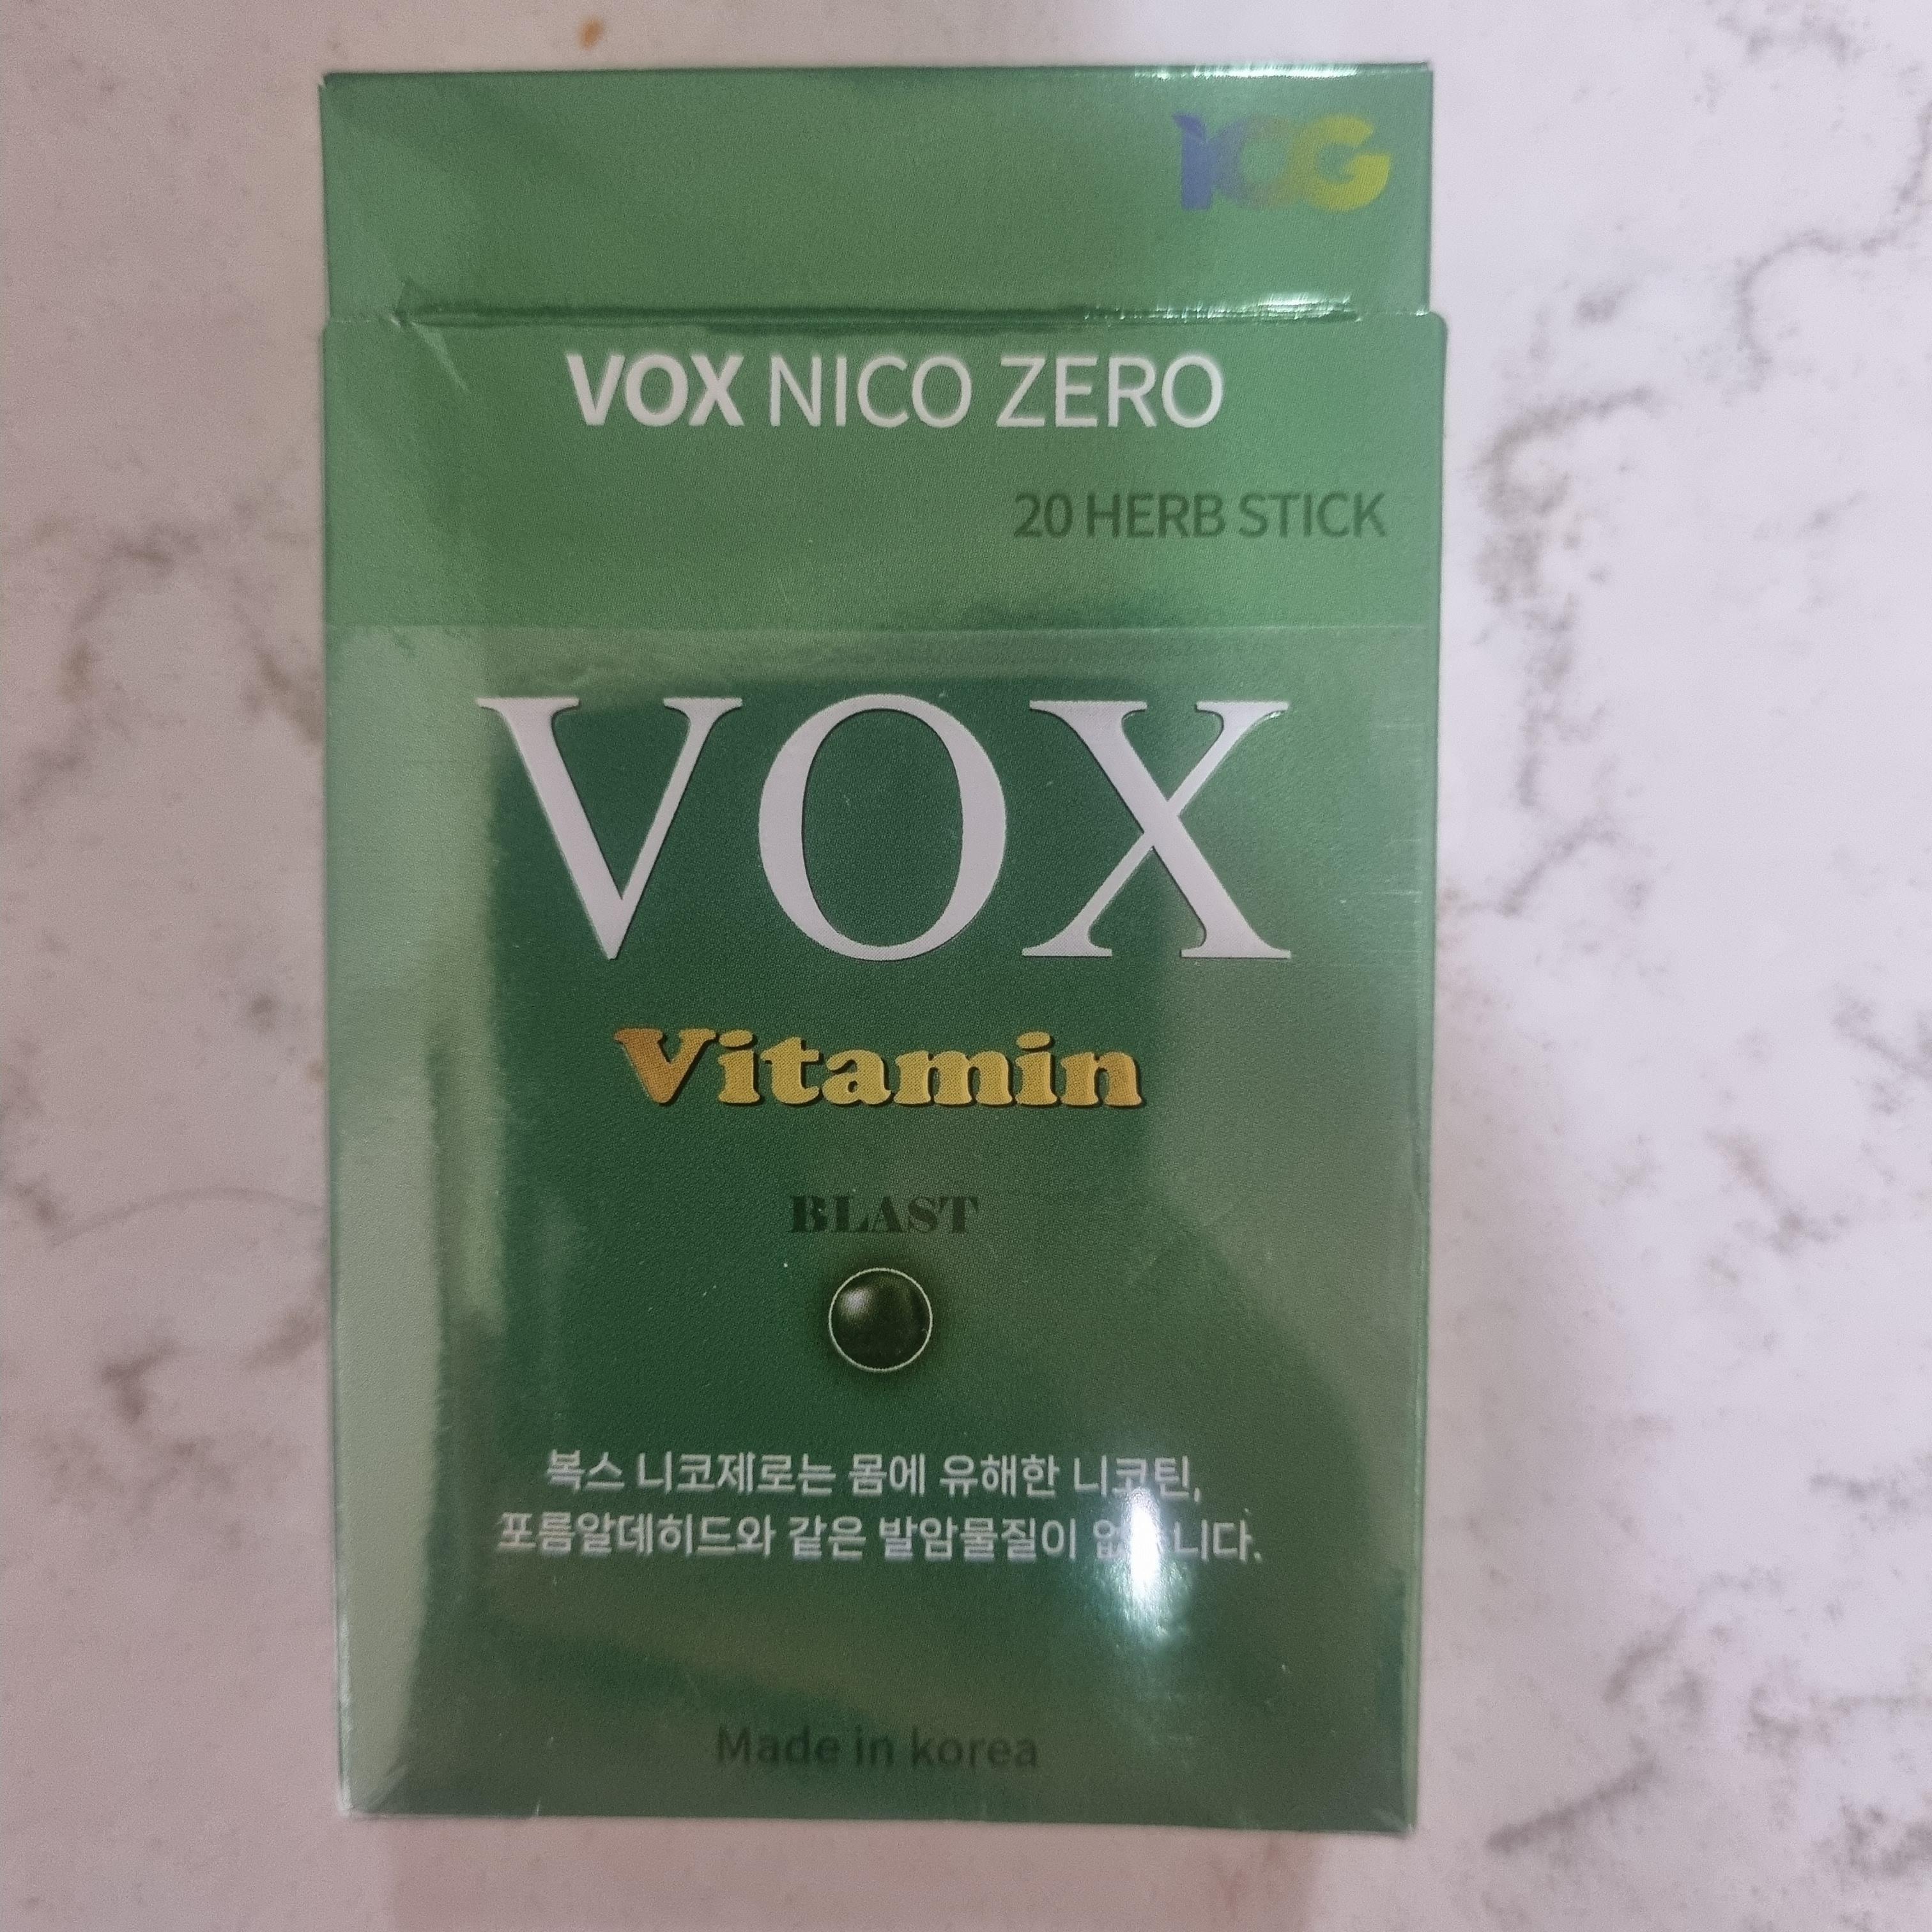 VOX NICO ZERO
20 HERB STICK
VOX
Vitamin
BLAST
복스 니코제로는 몸에 유해한 니코틴,
포름알데히드와 같은 발암물질이
Made in korea